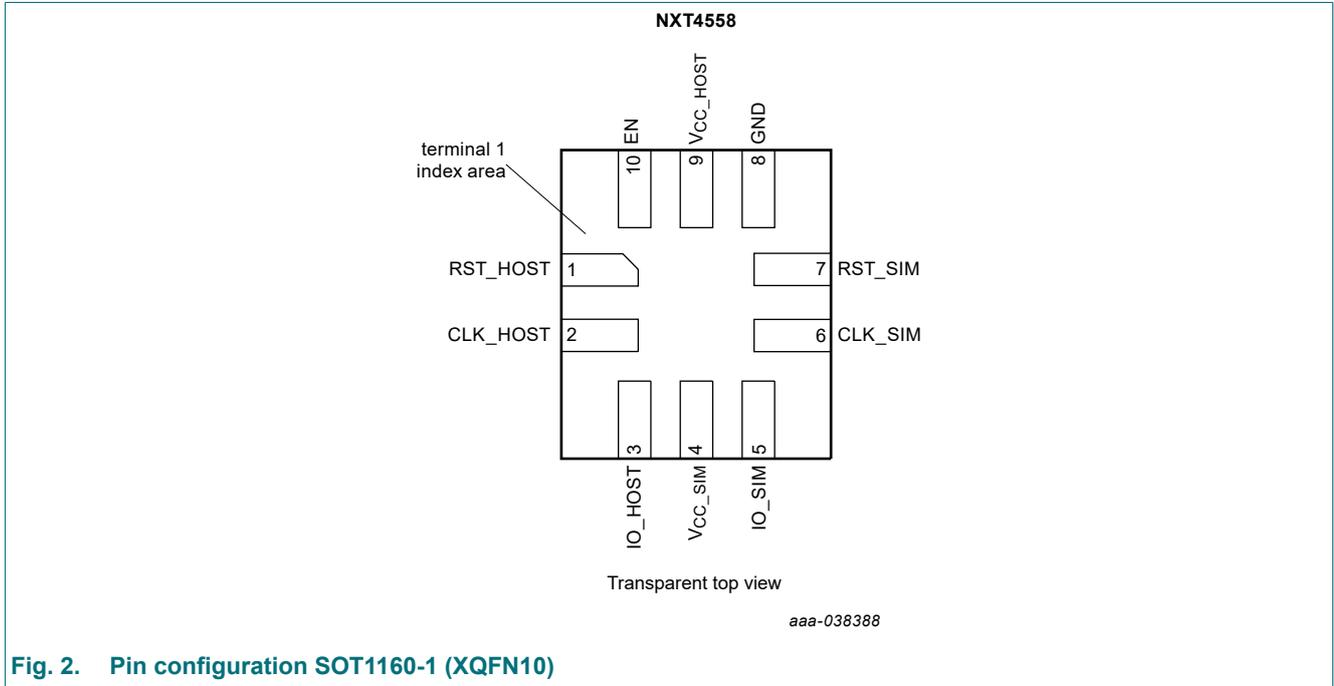 NXT4558
EN
VCC_HOST
GND
terminal 1
index area
10
9
8
RST_HOST 1
7 RST_SIM
CLK_HOST 2
6 CLK_SIM
3
4
5
IO_HOST
VCC_SIM
IO_SIM
Transparent top view
aaa-038388
Fig. 2. Pin configuration SOT1160-1 (XQFN10)